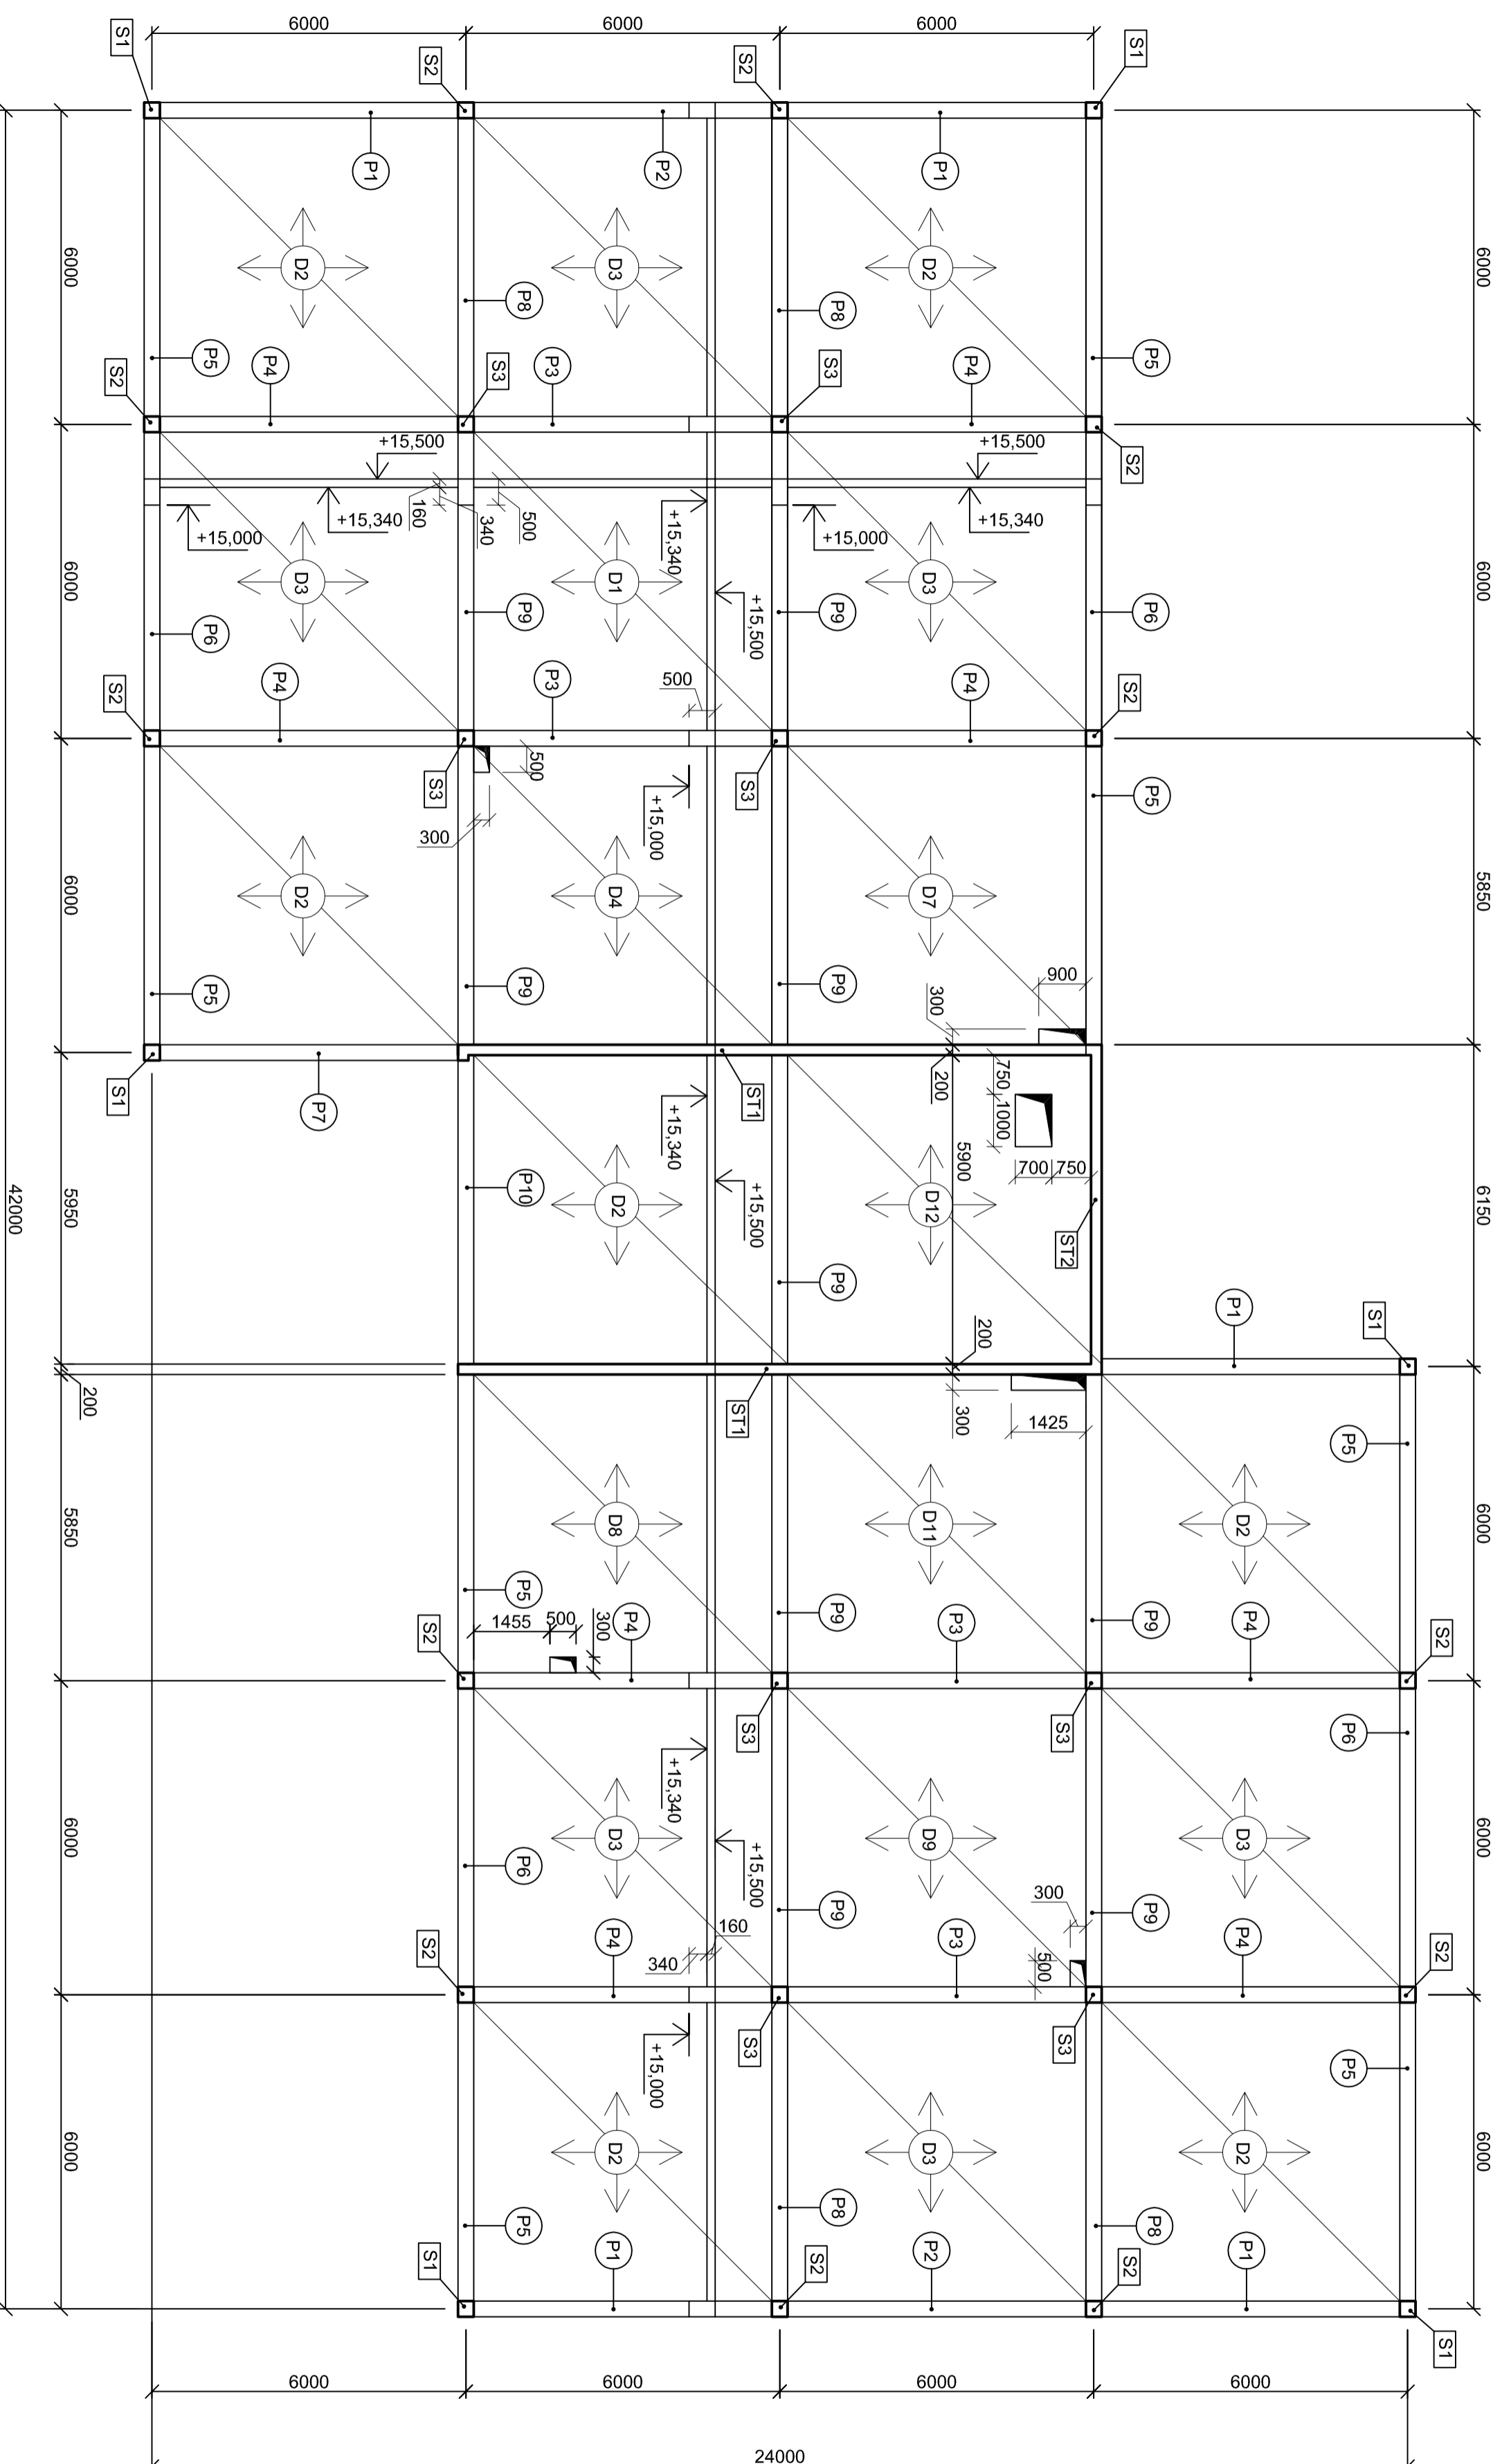 6000
6000
6000
S1
S2
S2
S1
P1
P2
P1
6000
6000
D2
D3
D2
P8
P8
P5
P5
S2
P4
S3
P3
S3
P4
S2
+15,500
+15,500
160
340
500
+15,340
+15,340
+15,340
+15,000
+15,000
6000
6000
D3
D1
D3
P6
P9
P9
P6
+15,500
S2
P4
P3
500
P4
S2
S3
500
S3
P5
300
+15,000
6000
5850
D2
D4
D7
P5
P9
P9
900
300
S1
P7
ST1
200
750
1000
700
750
+15,340
5900
5950
6150
P10
D2
+15,500
D12
ST2
P9
42000
P1
S1
200
200
ST1
300
1425
P5
5850
6000
D8
D11
D2
P5
P9
P9
1455
500
300
P4
P3
P4
S2
S2
S3
S3
P6
+15,340
6000
6000
D3
D9
D3
P6
+15,500
P9
P9
300
160
340
500
S2
P4
P3
P4
S2
S3
S3
+15,000
P5
6000
6000
D2
D3
D2
P5
P8
P8
P1
P2
P1
S1
S2
S2
S1
6000
6000
6000
6000
24000